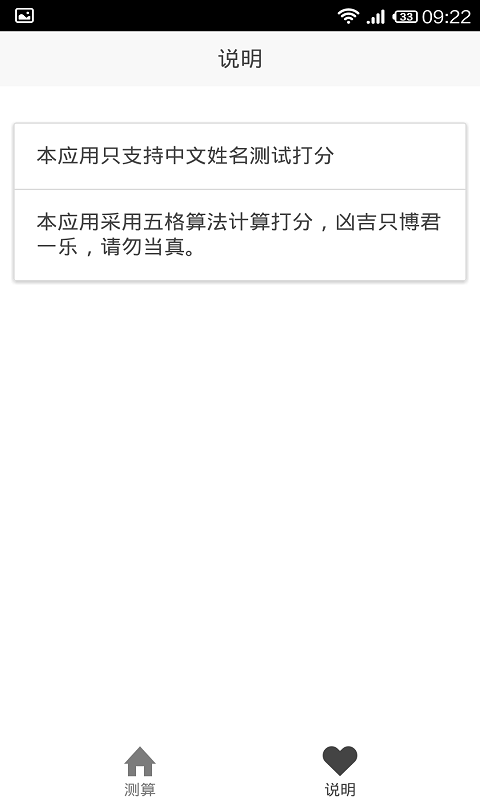 33 09:22
说明
本应用只支持中文姓名测试打分
本应用采用五格算法计算打分，凶吉只博君
一乐，请勿当真。
测算 说明